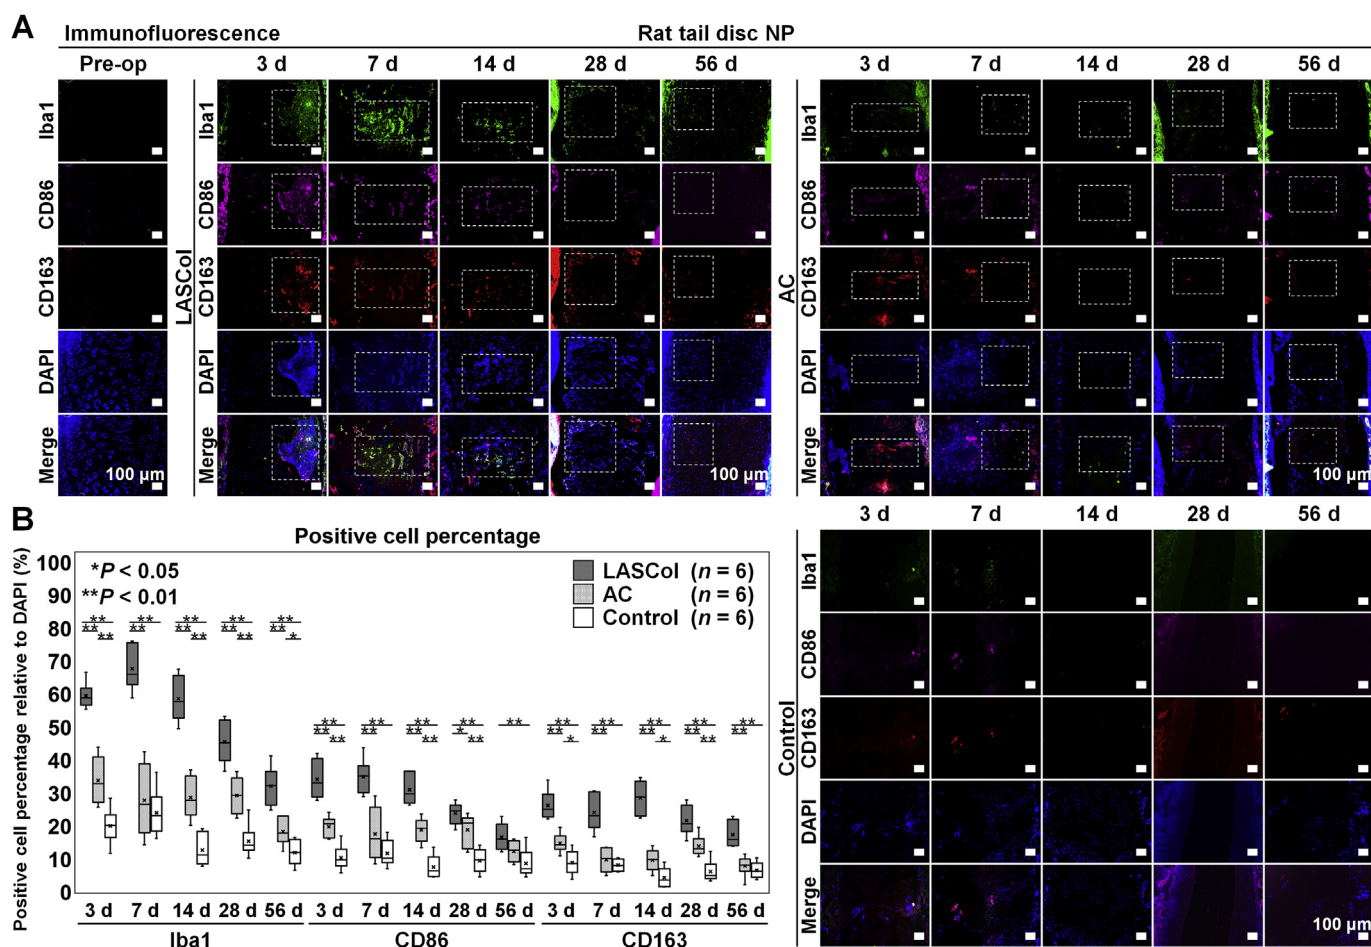 A
Immunofluorescence
Rat tail disc NP
Pre-op
3 d 7 d 14 d 28 d 56 d
3 d 7 d 14 d 28 d 56 d
LASCol
AC
Iba1
Iba1
Iba1
CD86
CD86
CD86
CD163
CD163
CD163
DAPI
DAPI
DAPI
Merge
Merge
Merge
100 µm
100 µm
100 µm
B
Positive cell percentage
Positive cell percentage relative to DAPI (%)
100
90
80
70
60
50
40
30
20
10
0
*P < 0.05
**P < 0.01
LASCol (n = 6)
AC (n = 6)
Control (n = 6)
** ** ** ** **
** ** ** ** **
** ** ** *
** ** ** ** **
** ** ** *
** ** **
** ** ** ** **
** ** ** ** **
* * **
3 d 7 d 14 d 28 d 56 d 3 d 7 d 14 d 28 d 56 d 3 d 7 d 14 d 28 d 56 d
Iba1 CD86 CD163
3 d 7 d 14 d 28 d 56 d
Control
Iba1
CD86
CD163
DAPI
Merge
100 µm